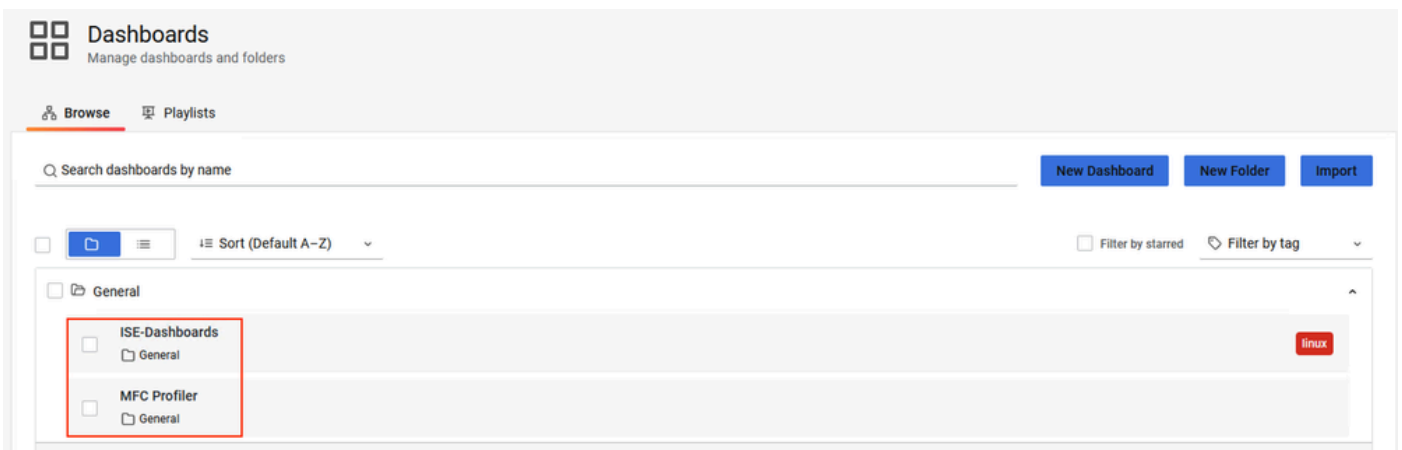 Dashboards
Manage dashboards and folders
Browse
Playlists
Search dashboards by name
New Dashboard
New Folder
Import
Sort (Default A–Z)
Filter by starred
Filter by tag
General
ISE-Dashboards
General
linux
MFC Profiler
General